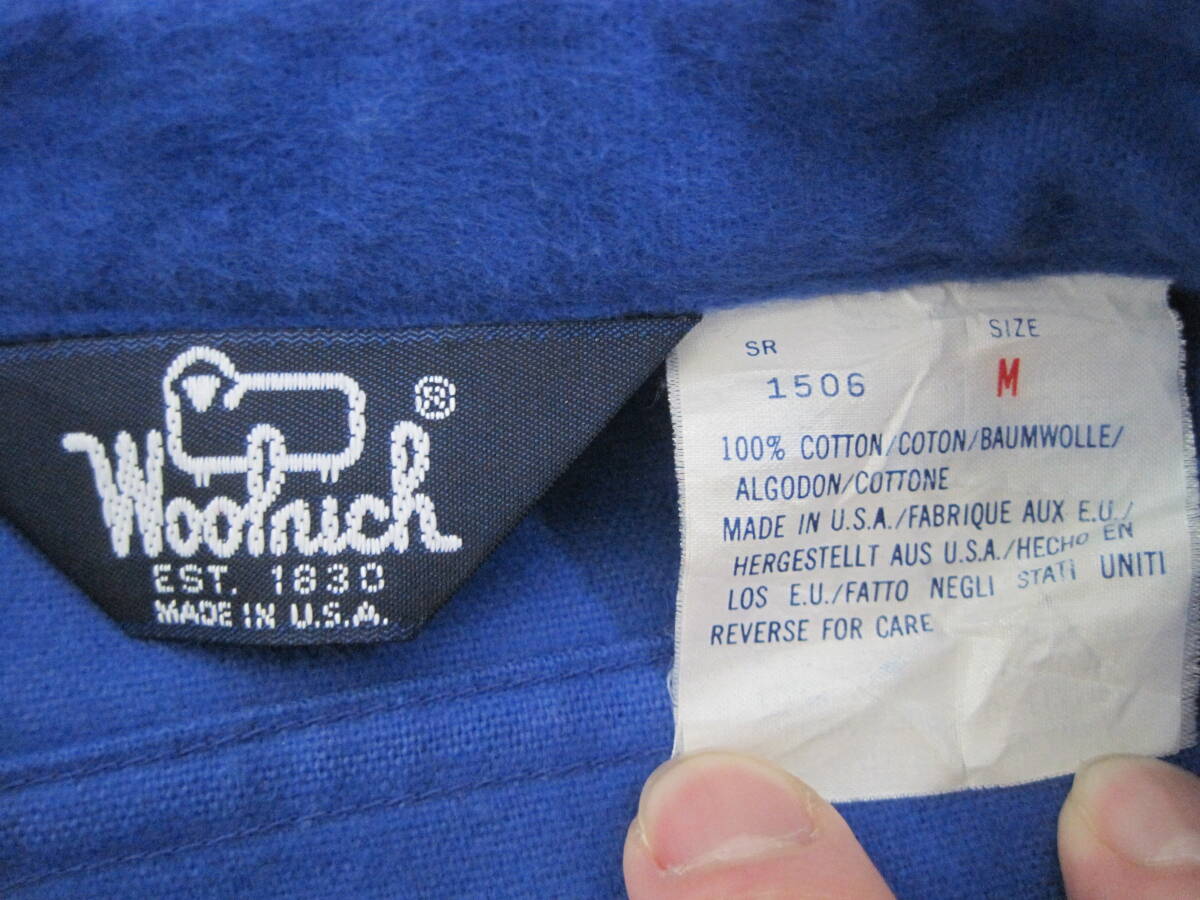 Woolrich®
EST. 1830
MADE IN U.S.A.
SR
1506
SIZE
M
100% COTTON/COTON/BAUMWOLLE/
ALGODON/COTTONE
MADE IN U.S.A./FABRIQUE AUX E.U./
HERGESTELLT AUS U.S.A./HECHO EN
LOS E.U./FATTO NEGLI STATI UNITI
REVERSE FOR CARE